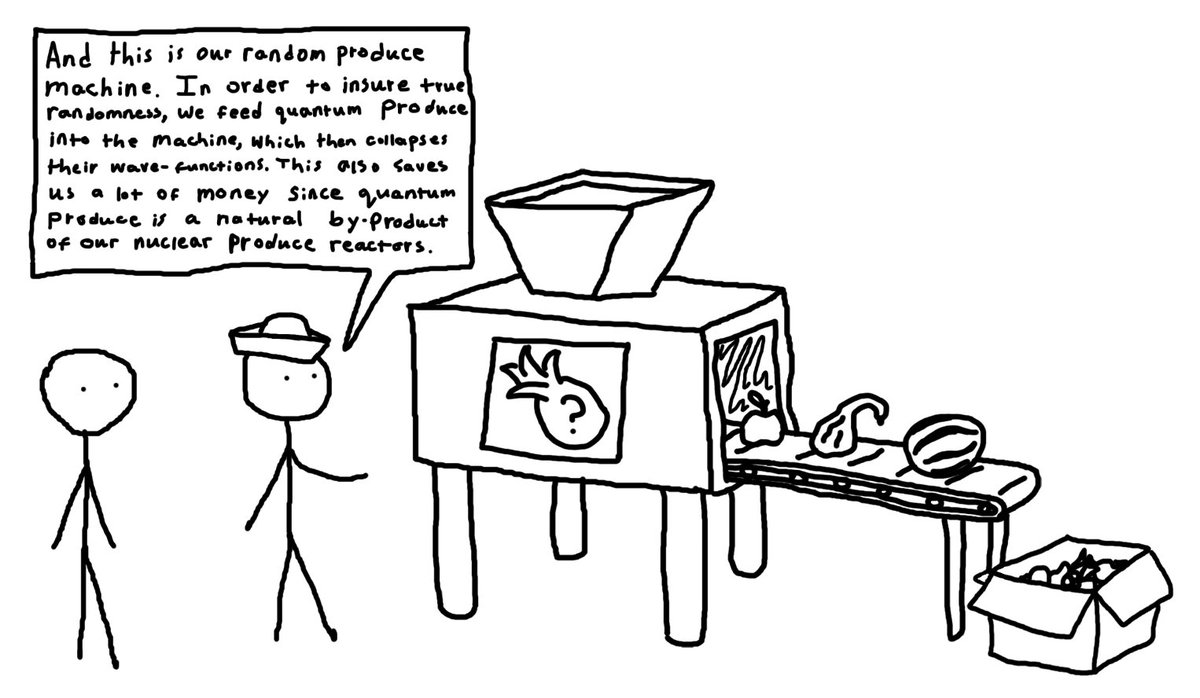 And this is our random produce
machine. In order to insure true
randomness, we feed quantum produce
into the machine, which then collapses
their wave-functions. This also saves
us a lot of money since quantum
produce is a natural by-product
of our nuclear produce reactors.
?